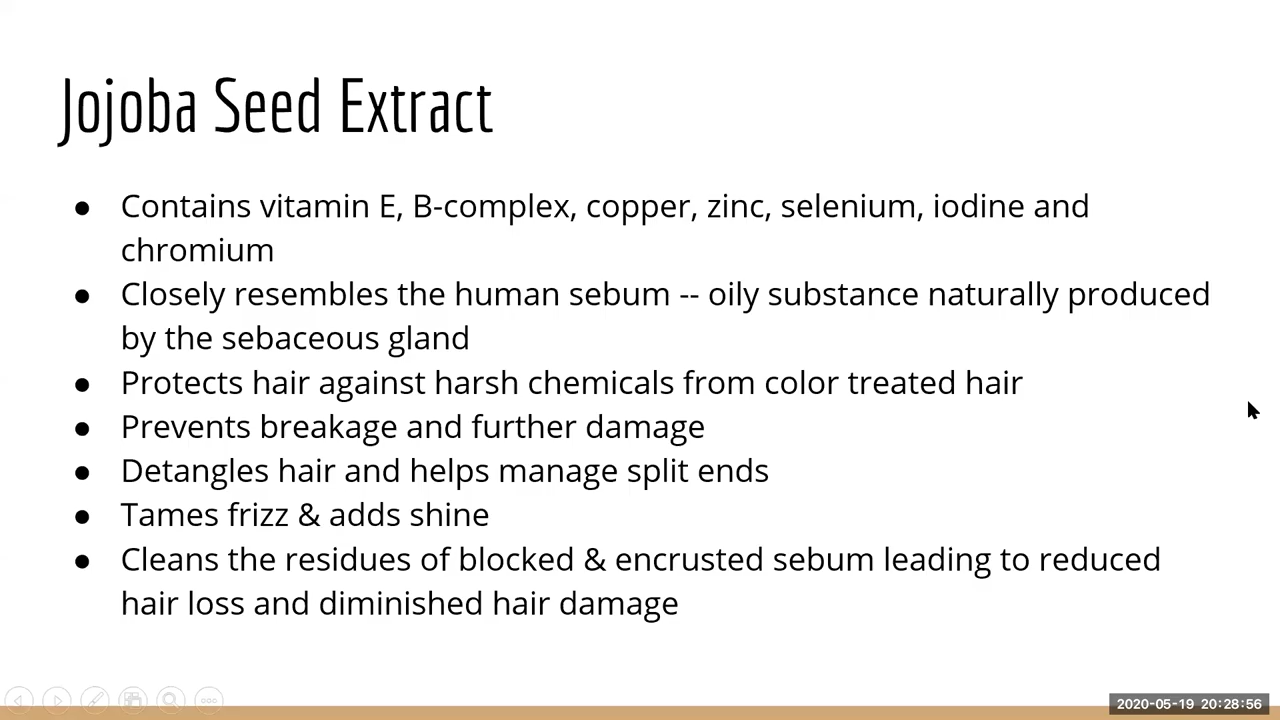 Jojoba Seed Extract
● Contains vitamin E, B-complex, copper, zinc, selenium, iodine and
chromium
● Closely resembles the human sebum -- oily substance naturally produced
by the sebaceous gland
● Protects hair against harsh chemicals from color treated hair
● Prevents breakage and further damage
● Detangles hair and helps manage split ends
● Tames frizz & adds shine
● Cleans the residues of blocked & encrusted sebum leading to reduced
hair loss and diminished hair damage
2020-05-19 20:28:56